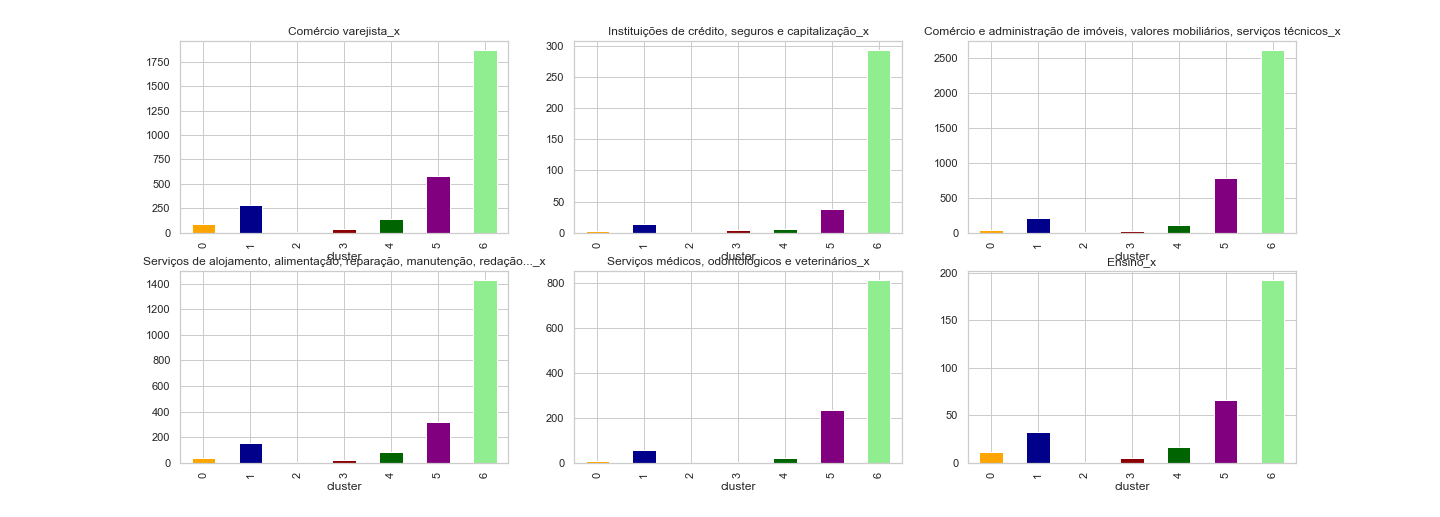 Comércio varejista_x
1750
1500
1250
1000
750
500
250
0
0 1 2 3 4 5 6
cluster
Instituições de crédito, seguros e capitalização_x
300
250
200
150
100
50
0
0 1 2 3 4 5 6
cluster
Comércio e administração de imóveis, valores mobiliários, serviços técnicos_x
2500
2000
1500
1000
500
0
0 1 2 3 4 5 6
cluster
Serviços de alojamento, alimentação, reparação, manutenção, redação..._x
1400
1200
1000
800
600
400
200
0
0 1 2 3 4 5 6
cluster
Serviços médicos, odontológicos e veterinários_x
800
600
400
200
0
0 1 2 3 4 5 6
cluster
Ensino_x
200
150
100
50
0
0 1 2 3 4 5 6
cluster